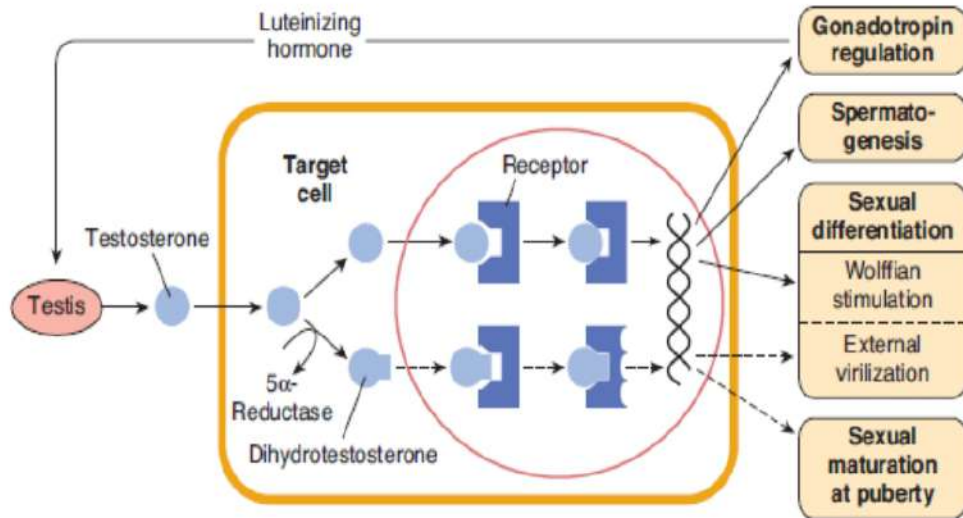 Luteinizing
hormone
Gonadotropin
regulation
Spermato-
genesis
Target
cell
Receptor
Sexual
differentiation
Testosterone
Wolffian
stimulation
Testis
External
virilization
5α-
Reductase
Dihydrotestosterone
Sexual
maturation
at puberty